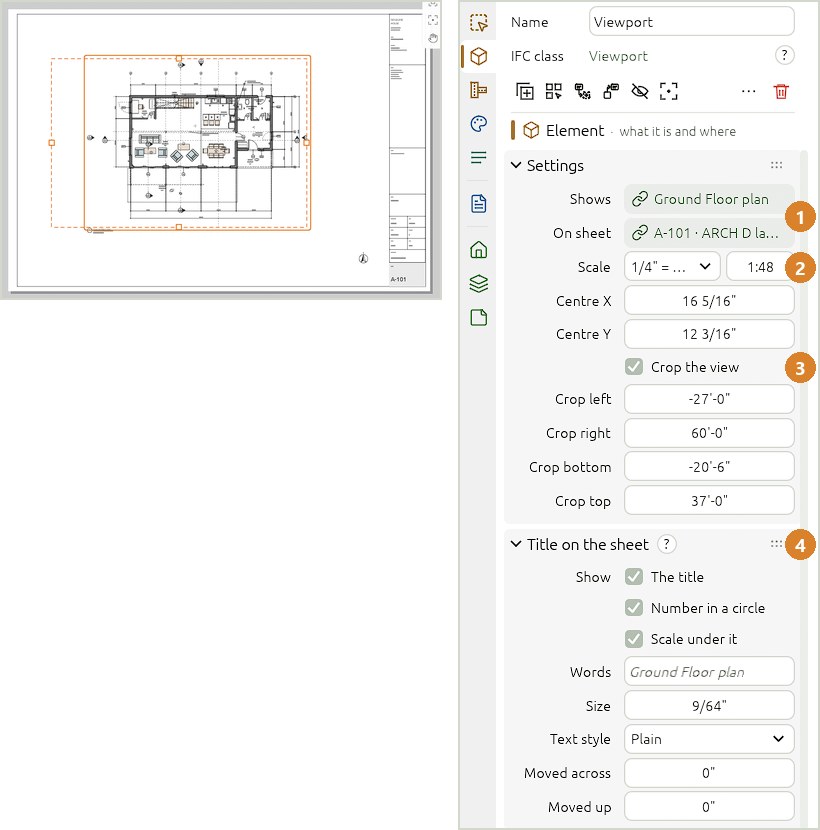 A-101
Name
Viewport
IFC class
Viewport
?
Element · what it is and where
Settings
Shows
Ground Floor plan
1
On sheet
A-101 · ARCH D la...
Scale
1/4" = ...
1:48
2
Centre X
16 5/16"
Centre Y
12 3/16"
Crop the view
3
Crop left
-27'-0"
Crop right
60'-0"
Crop bottom
-20'-6"
Crop top
37'-0"
Title on the sheet
?
4
Show
The title
Number in a circle
Scale under it
Words
Ground Floor plan
Size
9/64"
Text style
Plain
Moved across
0"
Moved up
0"